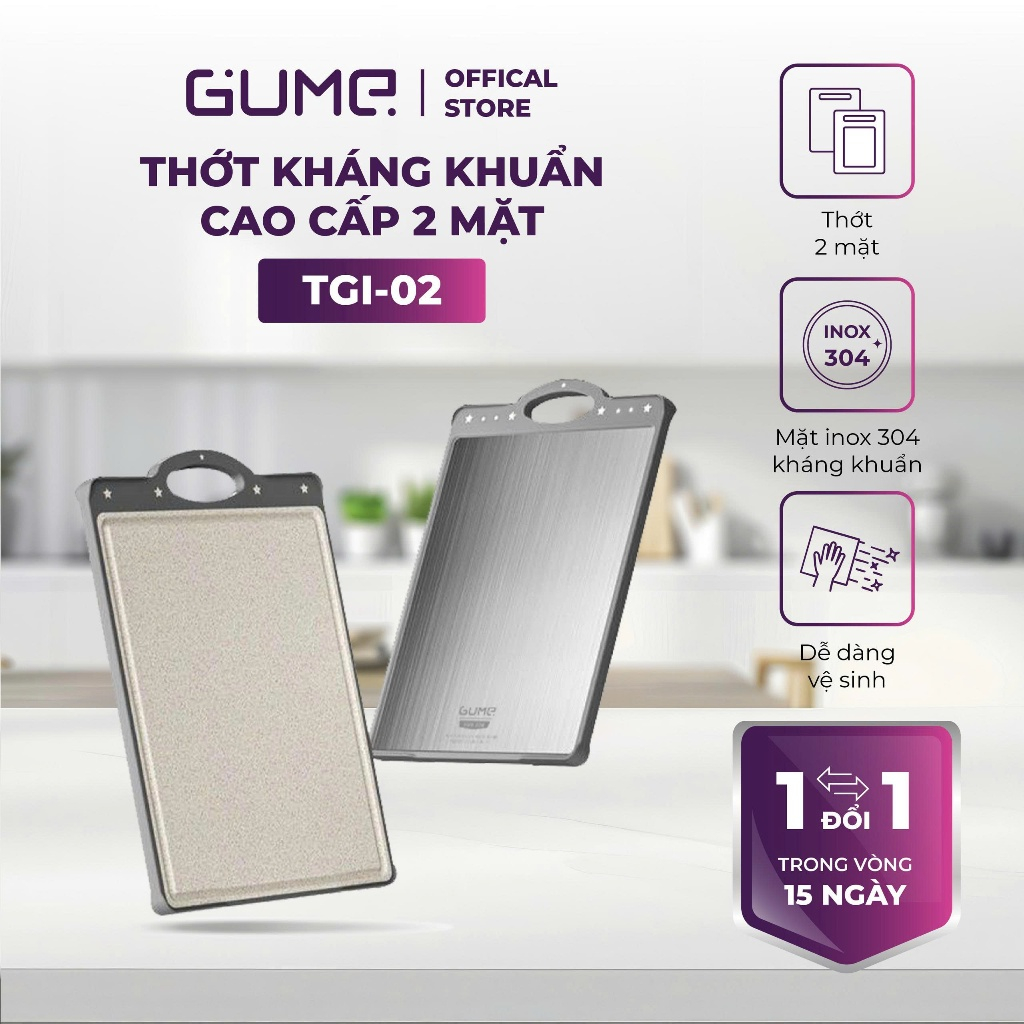 GUMe.
OFFICAL
STORE
THỚT KHÁNG KHUẨN
CAO CẤP 2 MẶT
TGI-02
Thớt
2 mặt
INOX
304
Mặt inox 304
kháng khuẩn
Dễ dàng
vệ sinh
GUMe
1 ĐỔI 1
TRONG VÒNG
15 NGÀY